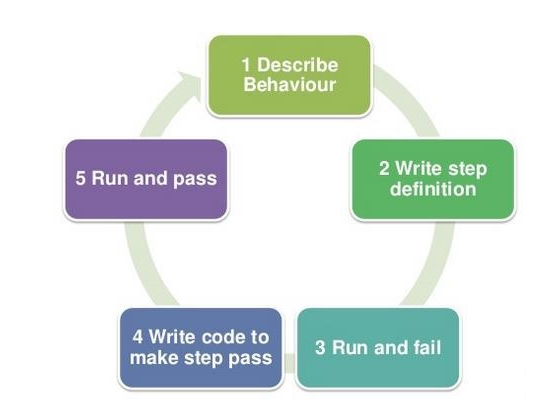 1 Describe
Behaviour
2 Write step
definition
3 Run and fail
4 Write code to
make step pass
5 Run and pass